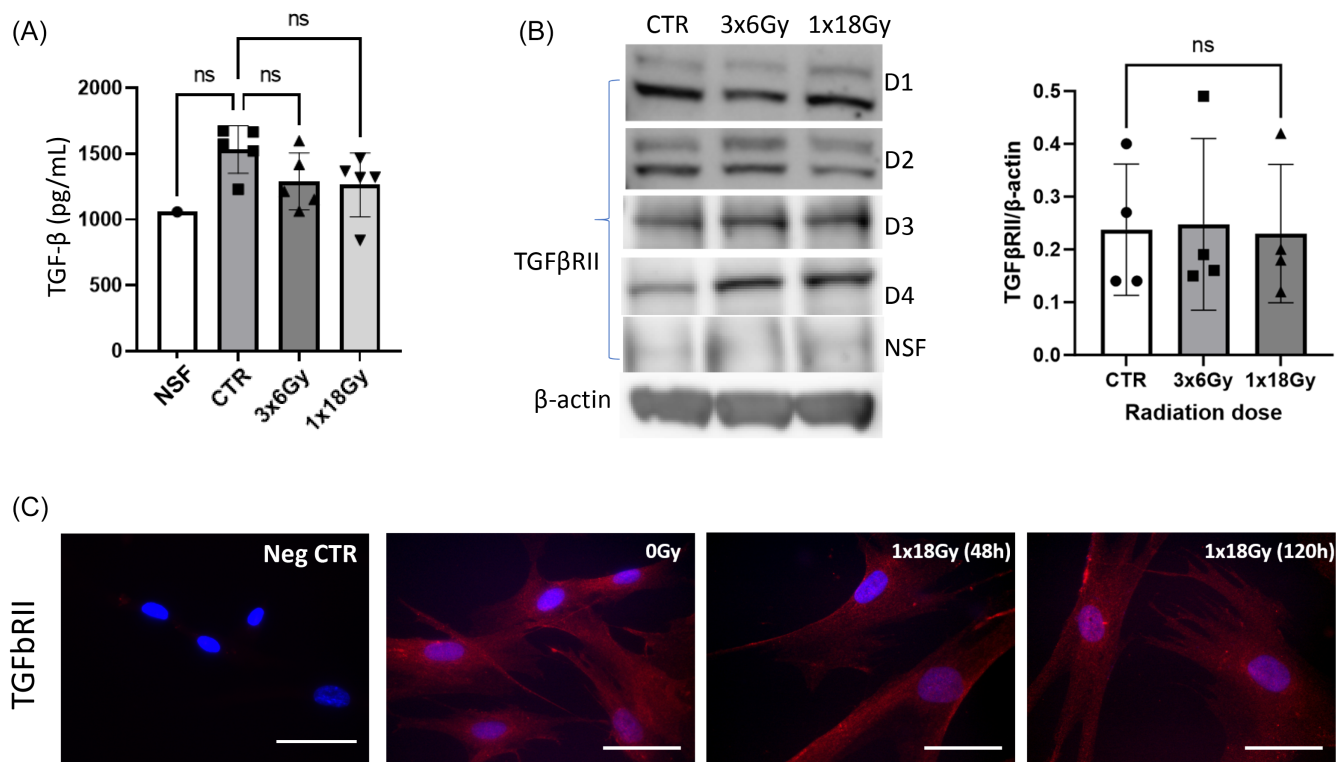 (A)
ns
ns
ns
TGF-β (pg/mL)
2000
1500
1000
500
0
NSF
CTR
3x6Gy
1x18Gy
(B)
CTR
3x6Gy
1x18Gy
D1
D2
D3
D4
NSF
TGFβRII
β-actin
ns
TGFβRII/β-actin
0.5
0.4
0.3
0.2
0.1
0.0
CTR
3x6Gy
1x18Gy
Radiation dose
(C)
TGFbRII
Neg CTR
0Gy
1x18Gy (48h)
1x18Gy (120h)